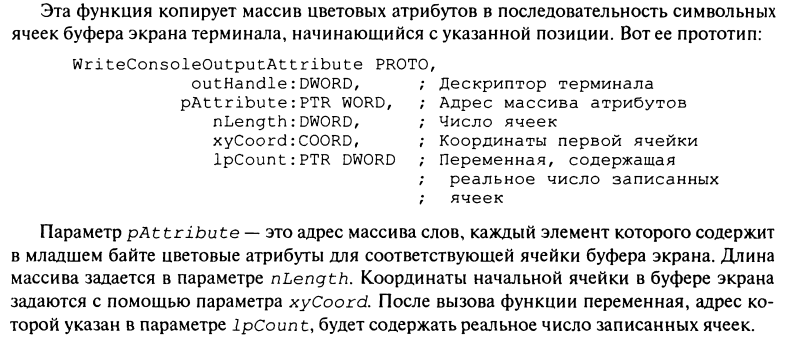 Эта функция копирует массив цветовых атрибутов в последовательность символьных
ячеек буфера экрана терминала, начинающийся с указанной позиции. Вот ее прототип:
WriteConsoleOutputAttribute PROTO,
outHandle:DWORD, ; Дескриптор терминала
pAttribute:PTR WORD, ; Адрес массива атрибутов
nLength:DWORD, ; Число ячеек
xyCoord:COORD, ; Координаты первой ячейки
lpCount:PTR DWORD ; Переменная, содержащая
; реальное число записанных
; ячеек
Параметр pAttribute — это адрес массива слов, каждый элемент которого содержит
в младшем байте цветовые атрибуты для соответствующей ячейки буфера экрана. Длина
массива задается в параметре nLength. Координаты начальной ячейки в буфере экрана
задаются с помощью параметра xyCoord. После вызова функции переменная, адрес ко-
торой указан в параметре lpCount, будет содержать реальное число записанных ячеек.